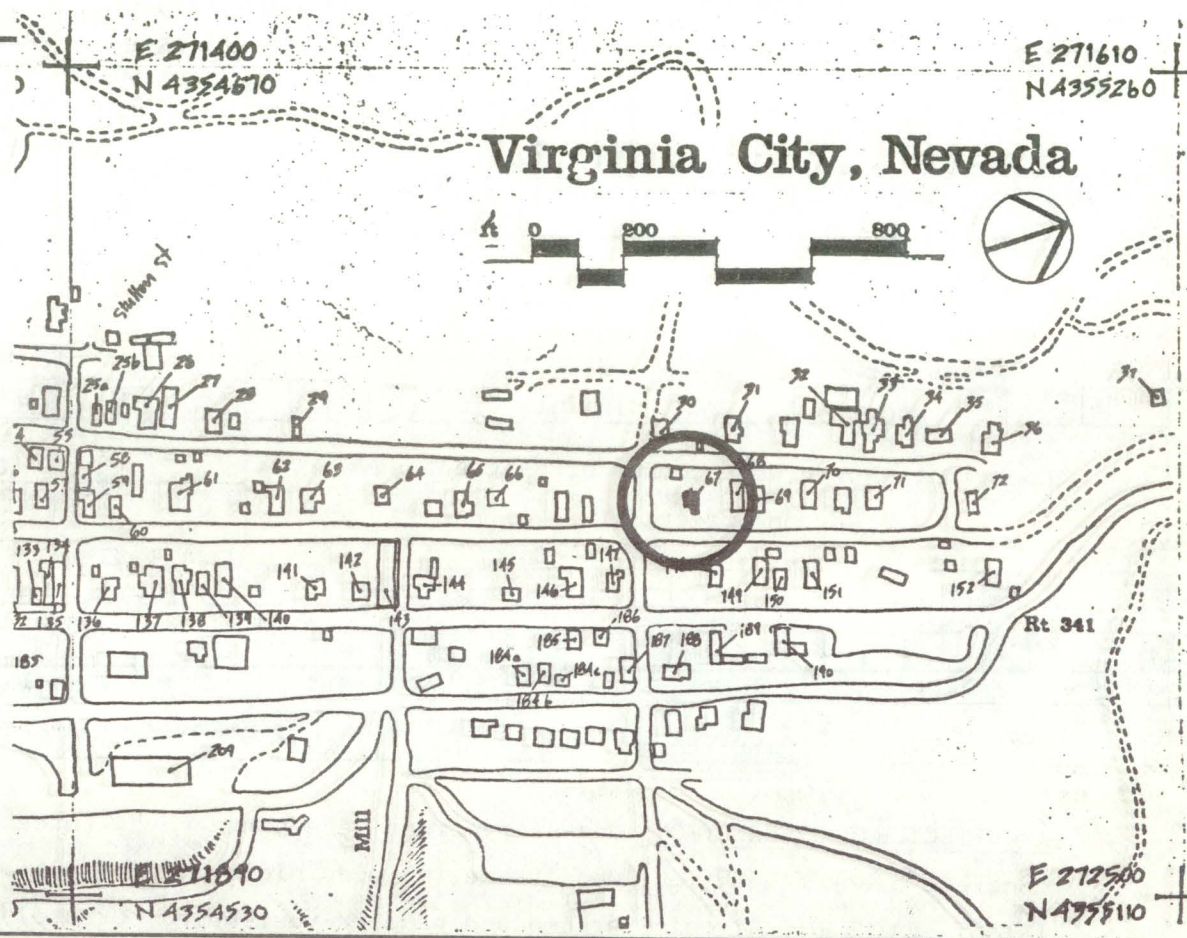 E 271400
N 4354670
E 271610
N 4355260
Virginia City, Nevada
ft 0 200 800
25a 25b 26 27 28 29
30 31 32 33 34 35 36 37
55
57 58 59 60 61 62 63 64 65 66 67 68 69 70 71 72
133 134
135 136 137 138 139 140 141 142 143 144 145 146 147 149 150 151 152
Rt 341
185
184a 184b 184c 185 186 187 188 189 190
209
Mill
N 4354530
E 272500
N 4355110